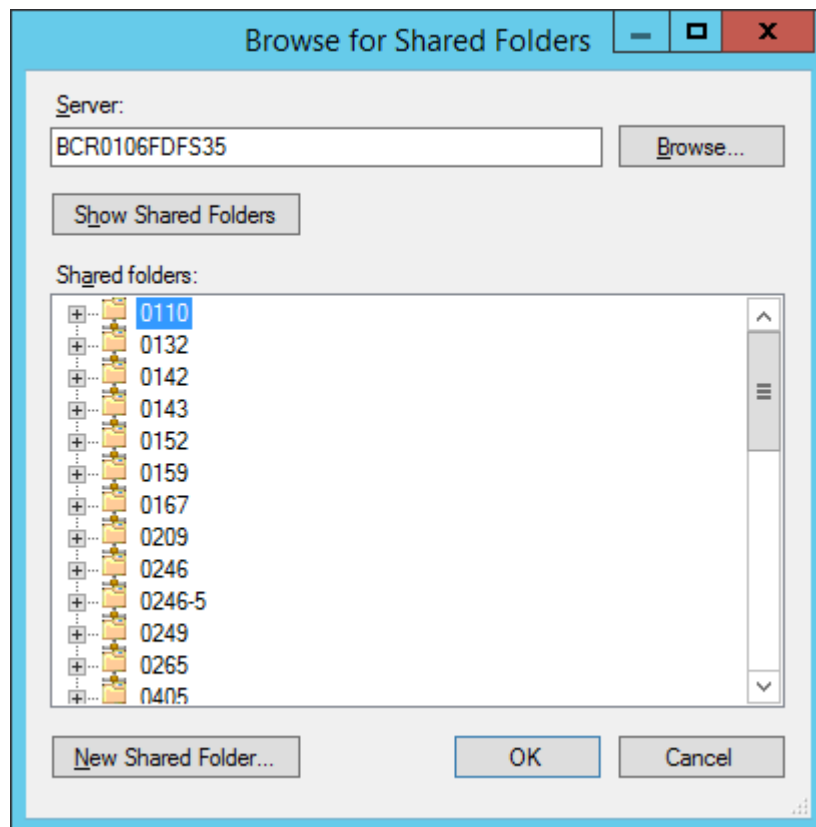 Browse for Shared Folders
Server:
BCR0106FDFS35
Browse...
Show Shared Folders
Shared folders:
0110
0132
0142
0143
0152
0159
0167
0209
0246
0246-5
0249
0265
0405
New Shared Folder...
OK
Cancel